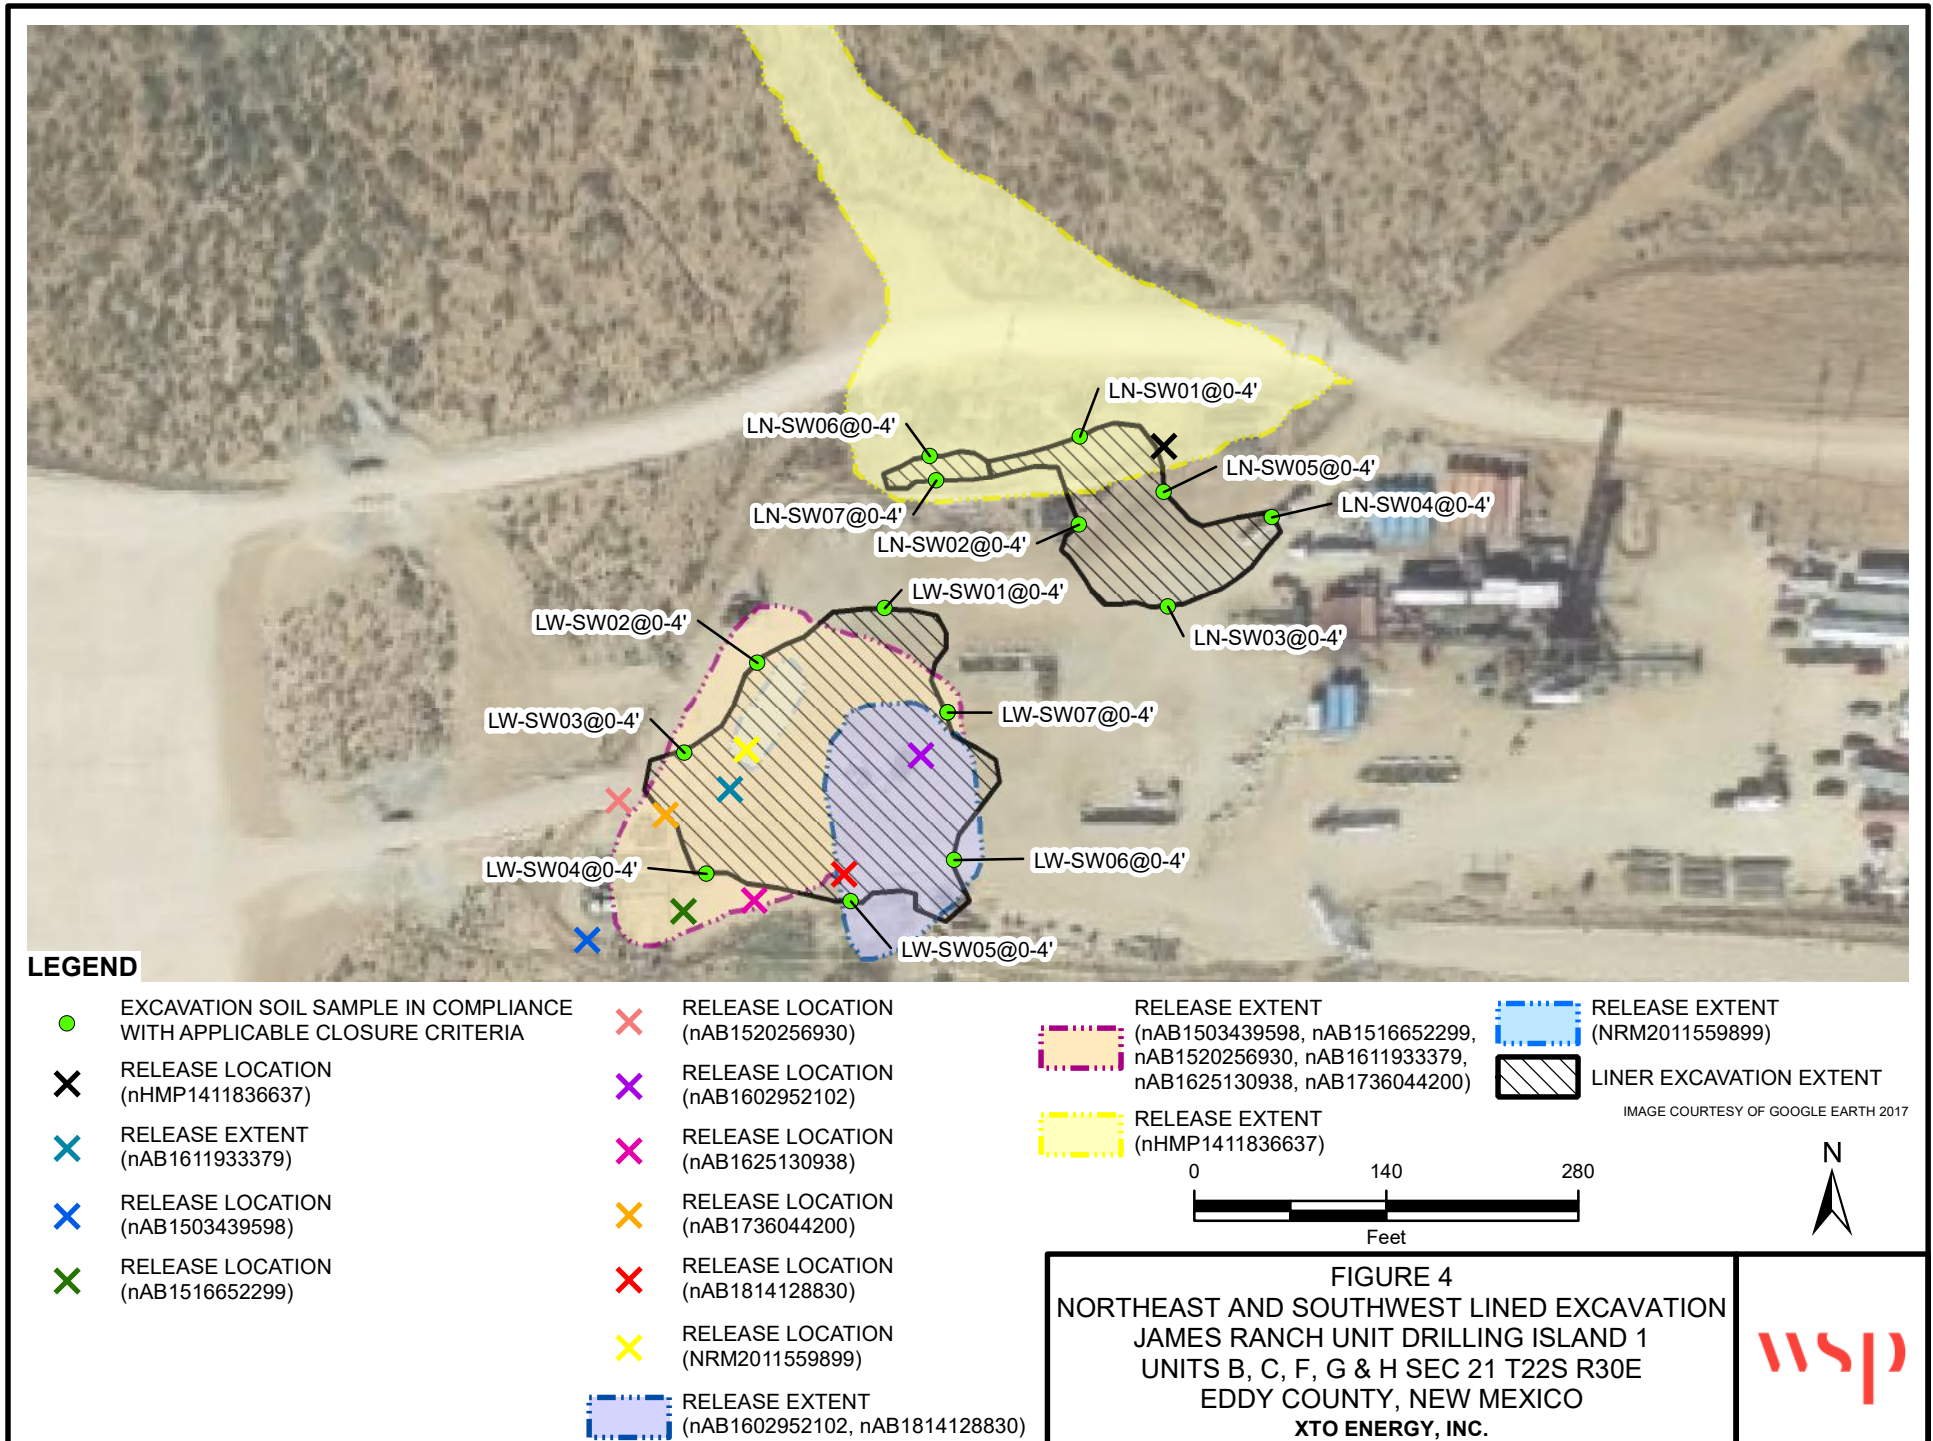 LN-SW01@0-4'
LN-SW06@0-4'
LN-SW05@0-4'
LN-SW04@0-4'
LN-SW07@0-4'
LN-SW02@0-4'
LW-SW01@0-4'
LW-SW02@0-4'
LN-SW03@0-4'
LW-SW03@0-4'
LW-SW07@0-4'
LW-SW04@0-4'
LW-SW06@0-4'
LW-SW05@0-4'
LEGEND
EXCAVATION SOIL SAMPLE IN COMPLIANCE
WITH APPLICABLE CLOSURE CRITERIA
RELEASE LOCATION
(nHMP1411836637)
RELEASE EXTENT
(nAB1611933379)
RELEASE LOCATION
(nAB1503439598)
RELEASE LOCATION
(nAB1516652299)
RELEASE LOCATION
(nAB1520256930)
RELEASE LOCATION
(nAB1602952102)
RELEASE LOCATION
(nAB1625130938)
RELEASE LOCATION
(nAB1736044200)
RELEASE LOCATION
(nAB1814128830)
RELEASE LOCATION
(NRM2011559899)
RELEASE EXTENT
(nAB1602952102, nAB1814128830)
RELEASE EXTENT
(nAB1503439598, nAB1516652299,
nAB1520256930, nAB1611933379,
nAB1625130938, nAB1736044200)
RELEASE EXTENT
(nHMP1411836637)
RELEASE EXTENT
(NRM2011559899)
LINER EXCAVATION EXTENT
IMAGE COURTESY OF GOOGLE EARTH 2017
0 140 280
Feet
N
FIGURE 4
NORTHEAST AND SOUTHWEST LINED EXCAVATION
JAMES RANCH UNIT DRILLING ISLAND 1
UNITS B, C, F, G & H SEC 21 T22S R30E
EDDY COUNTY, NEW MEXICO
XTO ENERGY, INC.
wsp